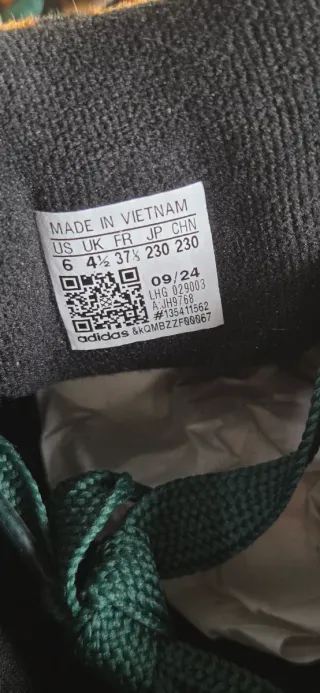 MADE IN VIETNAM
US UK FR JP CHN
6 4½ 37⅓ 230 230
09/24
LHG 029003
A:JH9768
#135411562
adidas &kQMBZZF00067